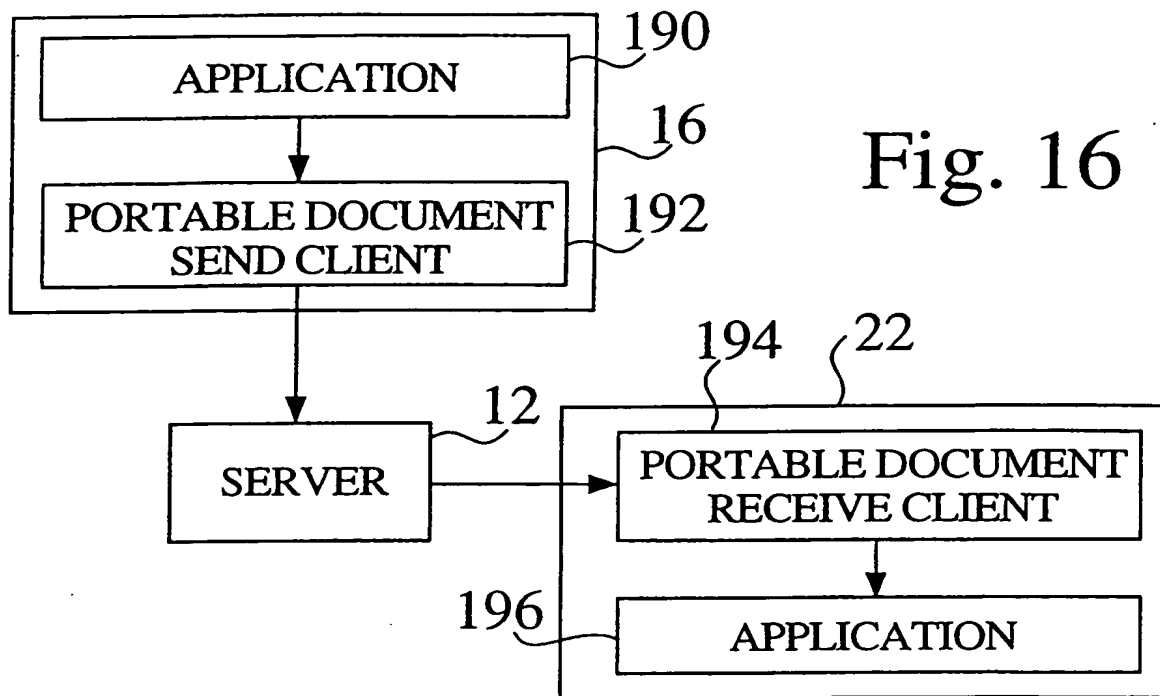 190
APPLICATION
16
Fig. 16
PORTABLE DOCUMENT
SEND CLIENT
192
194
22
12
SERVER
PORTABLE DOCUMENT
RECEIVE CLIENT
196
APPLICATION